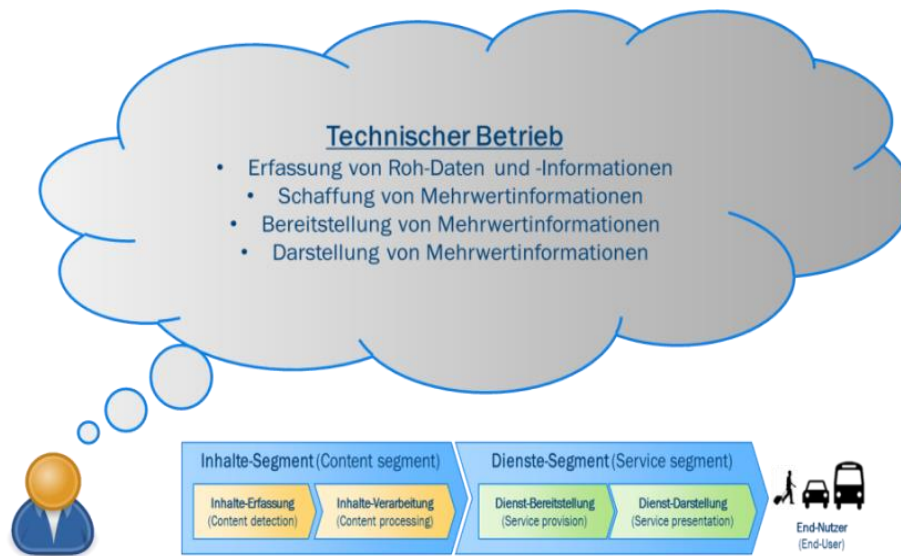 Technischer Betrieb
• Erfassung von Roh-Daten und -Informationen
• Schaffung von Mehrwertinformationen
• Bereitstellung von Mehrwertinformationen
• Darstellung von Mehrwertinformationen
Inhalte-Segment (Content segment)
Inhalte-Erfassung
(Content detection)
Inhalte-Verarbeitung
(Content processing)
Dienste-Segment (Service segment)
Dienst-Bereitstellung
(Service provision)
Dienst-Darstellung
(Service presentation)
End-Nutzer
(End-User)